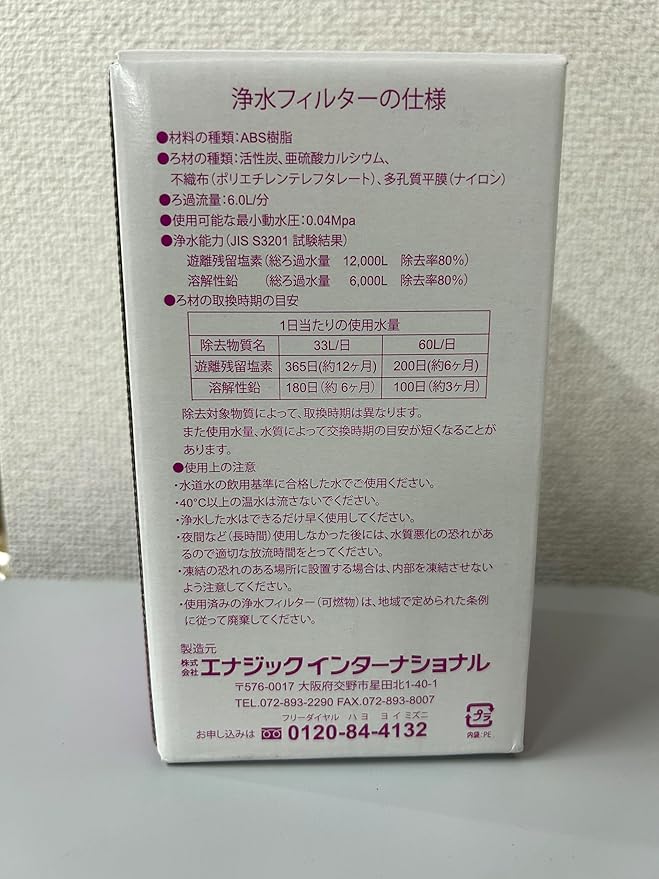 浄水フィルターの仕様
●材料の種類：ABS樹脂
●ろ材の種類：活性炭、亜硫酸カルシウム、
不織布（ポリエチレンテレフタレート）、多孔質平膜（ナイロン）
●ろ過流量：6.0L/分
●使用可能な最小動水圧：0.04Mpa
●浄水能力（JIS S3201 試験結果）
遊離残留塩素（総ろ過水量 12,000L 除去率80%）
溶解性鉛 （総ろ過水量 6,000L 除去率80%）
●ろ材の取換時期の目安
1日当たりの使用水量
除去物質名 33L/日 60L/日
遊離残留塩素 365日(約12ヶ月) 200日(約6ヶ月)
溶解性鉛 180日（約 6ヶ月） 100日（約3ヶ月）
除去対象物質によって、取換時期は異なります。
また使用水量、水質によって交換時期の目安が短くなることが
あります。
●使用上の注意
・水道水の飲用基準に合格した水でご使用ください。
・40℃以上の温水は流さないでください。
・浄水した水はできるだけ早く使用してください。
・夜間など（長時間）使用しなかった後には、水質悪化の恐れがあ
るので適切な放流時間をとってください。
・凍結の恐れのある場所に設置する場合は、内部を凍結させない
よう注意してください。
・使用済みの浄水フィルター（可燃物）は、地域で定められた条例
に従って廃棄してください。
製造元
株式会社 エナジックインターナショナル
〒576-0017 大阪府交野市星田北1-40-1
TEL.072-893-2290 FAX.072-893-8007
フリーダイヤル ハヨ ヨイ ミズニ
お申し込みは 0120-84-4132
プラ
内袋:PE